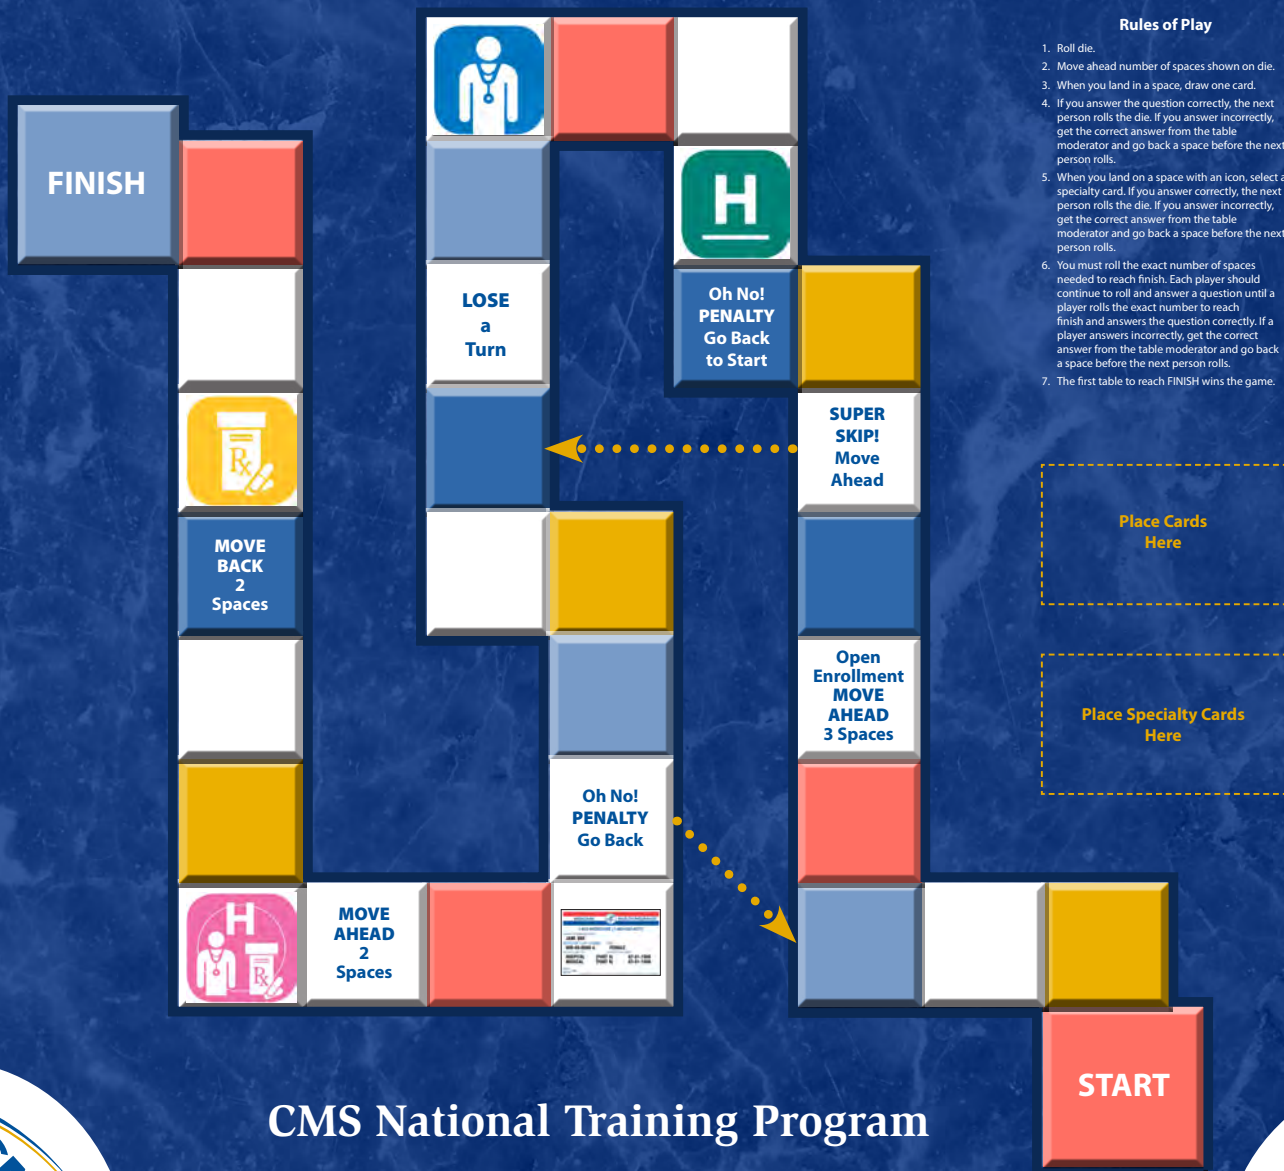 Rules of Play
1. Roll die.
2. Move ahead number of spaces shown on die.
3. When you land in a space, draw one card.
4. If you answer the question correctly, the next
person rolls the die. If you answer incorrectly,
get the correct answer from the table
moderator and go back a space before the next
person rolls.
5. When you land on a space with an icon, select a
specialty card. If you answer correctly, the next
person rolls the die. If you answer incorrectly,
get the correct answer from the table
moderator and go back a space before the next
person rolls.
6. You must roll the exact number of spaces
needed to reach finish. Each player should
continue to roll and answer a question until a
player rolls the exact number to reach
finish and answers the question correctly. If a
player answers incorrectly, get the correct
answer from the table moderator and go back
a space before the next person rolls.
7. The first table to reach FINISH wins the game.
FINISH
H
LOSE
a
Turn
Oh No!
PENALTY
Go Back
to Start
SUPER
SKIP!
Move
Ahead
Rx
Place Cards
Here
MOVE
BACK
2
Spaces
Open
Enrollment
MOVE
AHEAD
3 Spaces
Place Specialty Cards
Here
Oh No!
PENALTY
Go Back
H
Rx
MOVE
AHEAD
2
Spaces
START
CMS National Training Program